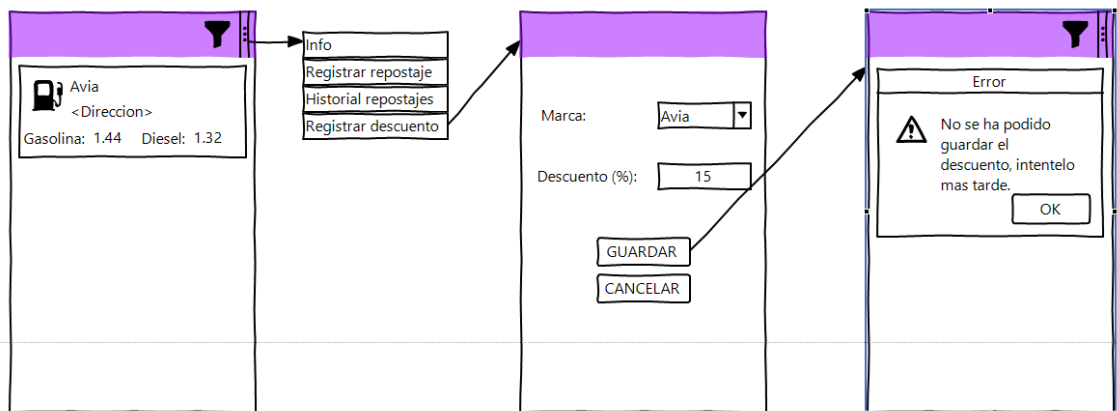 Avia
<Direccion>
Gasolina: 1.44 Diesel: 1.32
Info
Registrar repostaje
Historial repostajes
Registrar descuento
Marca: Avia
Descuento (%): 15
GUARDAR
CANCELAR
Error
No se ha podido
guardar el
descuento, intentelo
mas tarde.
OK